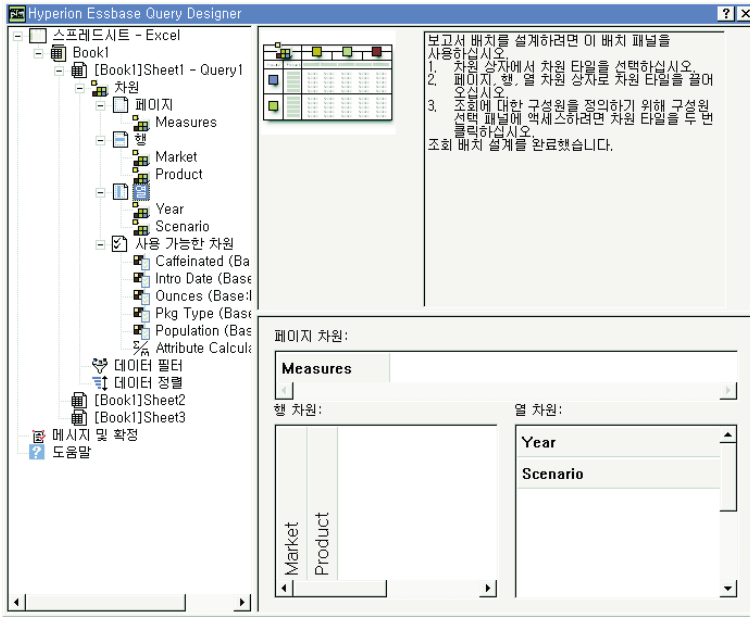 Hyperion Essbase Query Designer
스프레드시트 - Excel
Book1
[Book1]Sheet1 - Query1
차원
페이지
Measures
행
Market
Product
열
Year
Scenario
사용 가능한 차원
Caffeinated (Ba
Intro Date (Base
Ounces (Base:
Pkg Type (Base
Population (Bas
Attribute Calcula
데이터 필터
데이터 정렬
[Book1]Sheet2
[Book1]Sheet3
메시지 및 확정
도움말
보고서 배치를 설계하려면 이 배치 패널을
사용하십시오.
1. 차원 상자에서 차원 타일을 선택하십시오.
2. 페이지, 행, 열 차원 상자로 차원 타일을 끌어
오십시오.
3. 조회에 대한 구성원을 정의하기 위해 구성원
선택 패널에 액세스하려면 차원 타일을 두 번
클릭하십시오.
조회 배치 설계를 완료했습니다.
페이지 차원:
Measures
행 차원:
Market
Product
열 차원:
Year
Scenario